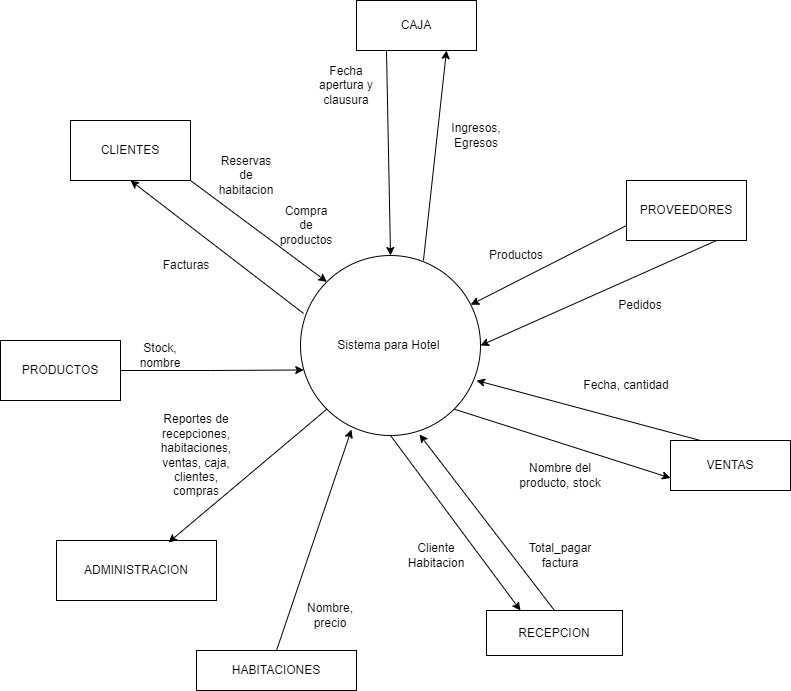 CAJA
Fecha
apertura y
clausura
Ingresos,
Egresos
CLIENTES
Reservas
de
habitacion
Compra
de
productos
Facturas
PROVEEDORES
Productos
Pedidos
Sistema para Hotel
PRODUCTOS
Stock,
nombre
Fecha, cantidad
VENTAS
Nombre del
producto, stock
Reportes de
recepciones,
habitaciones,
ventas, caja,
clientes,
compras
ADMINISTRACION
Cliente
Habitacion
Total_pagar
factura
RECEPCION
Nombre,
precio
HABITACIONES